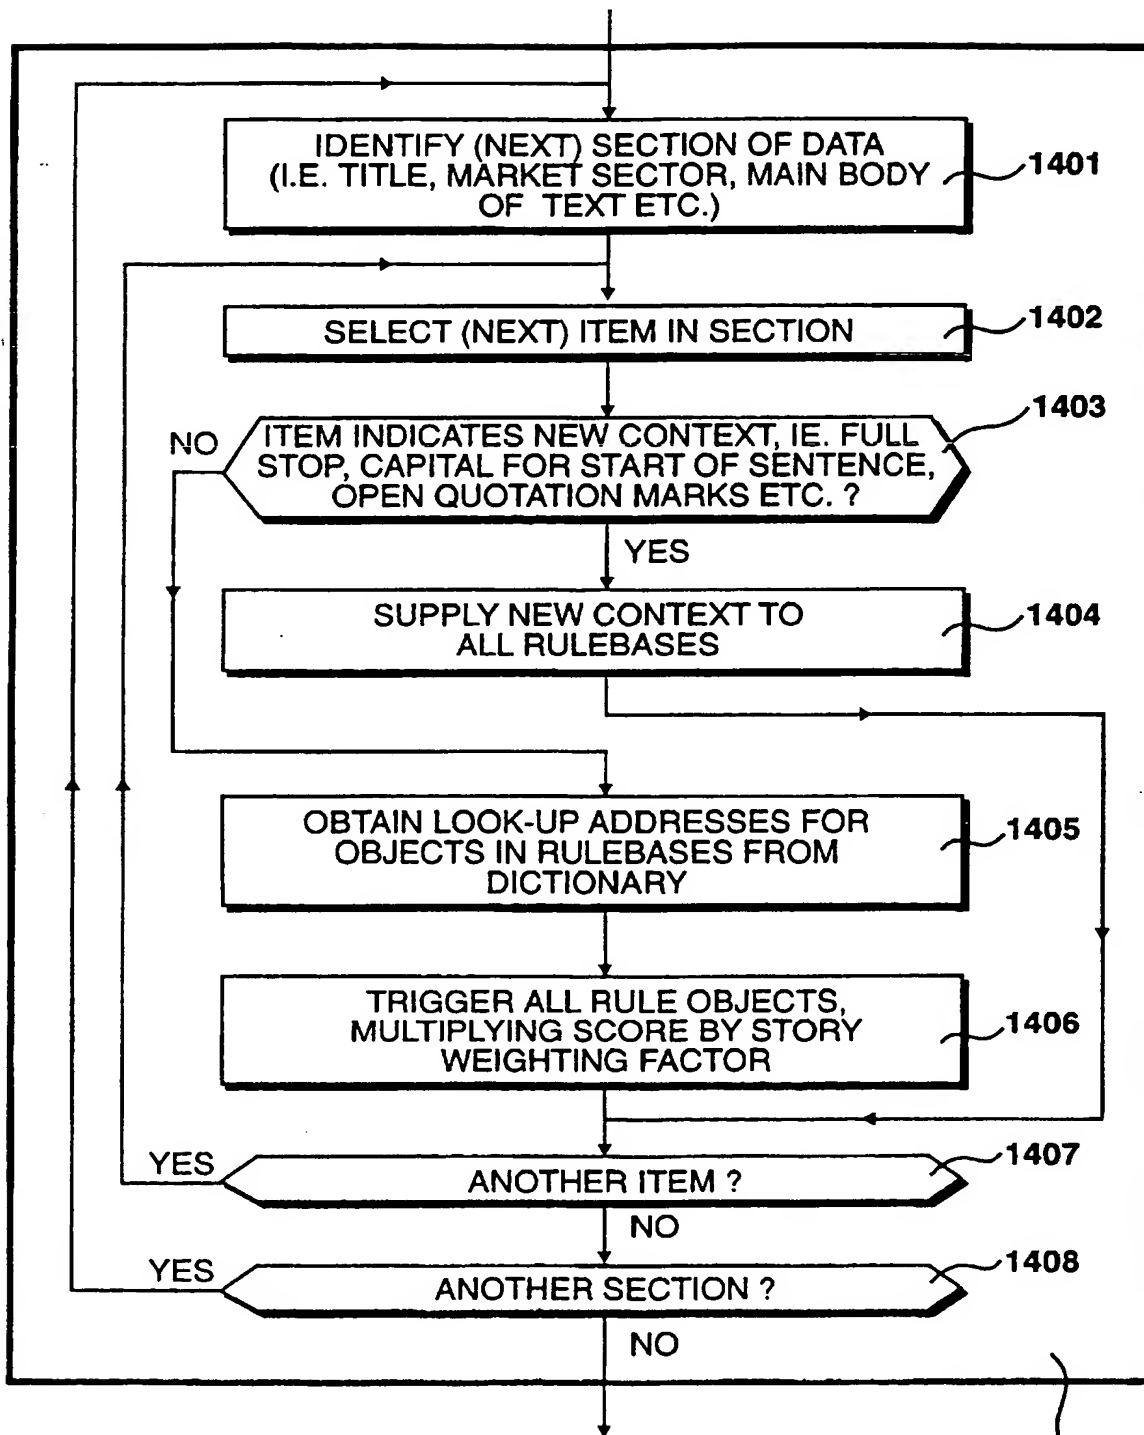 IDENTIFY (NEXT) SECTION OF DATA
(I.E. TITLE, MARKET SECTOR, MAIN BODY
OF TEXT ETC.)
1401
SELECT (NEXT) ITEM IN SECTION
1402
ITEM INDICATES NEW CONTEXT, IE. FULL
STOP, CAPITAL FOR START OF SENTENCE,
OPEN QUOTATION MARKS ETC. ?
1403
NO
YES
SUPPLY NEW CONTEXT TO
ALL RULEBASES
1404
OBTAIN LOOK-UP ADDRESSES FOR
OBJECTS IN RULEBASES FROM
DICTIONARY
1405
TRIGGER ALL RULE OBJECTS,
MULTIPLYING SCORE BY STORY
WEIGHTING FACTOR
1406
YES
ANOTHER ITEM ?
1407
NO
YES
ANOTHER SECTION ?
1408
NO